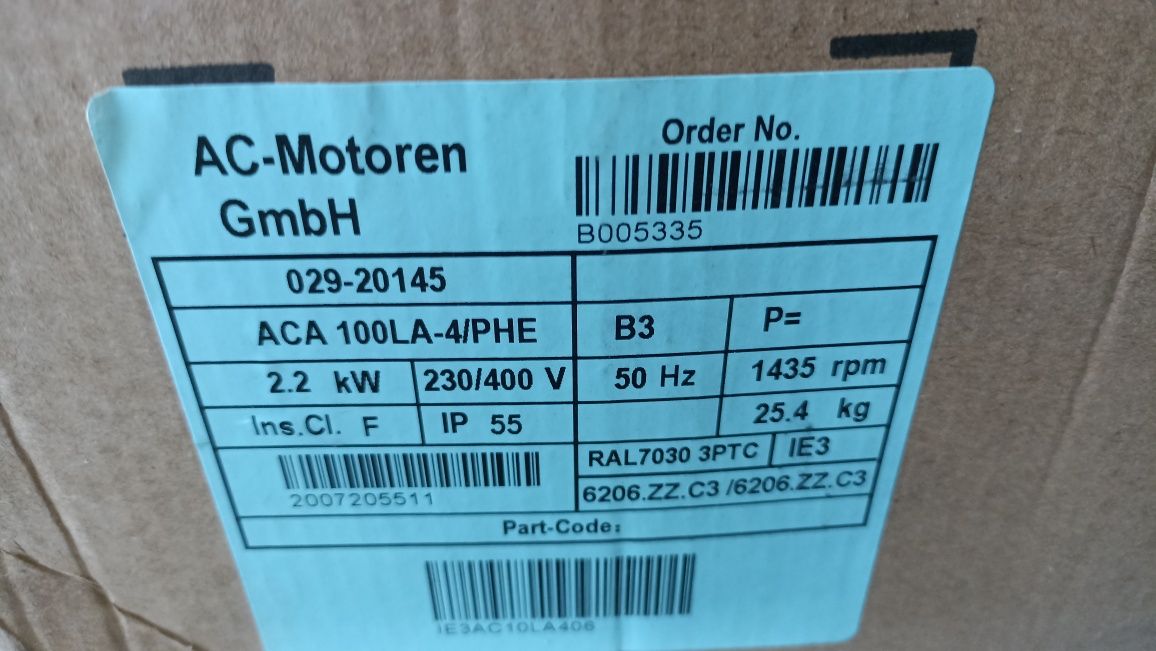 AC-Motoren
GmbH
Order No.
B005335
029-20145
ACA 100LA-4/PHE
B3
P=
2.2 kW
230/400 V
50 Hz
1435 rpm
Ins.Cl. F
IP 55
25.4 kg
RAL7030 3PTC
IE3
2007205511
6206.ZZ.C3 /6206.ZZ.C3
Part-Code:
IE3AC10LA406